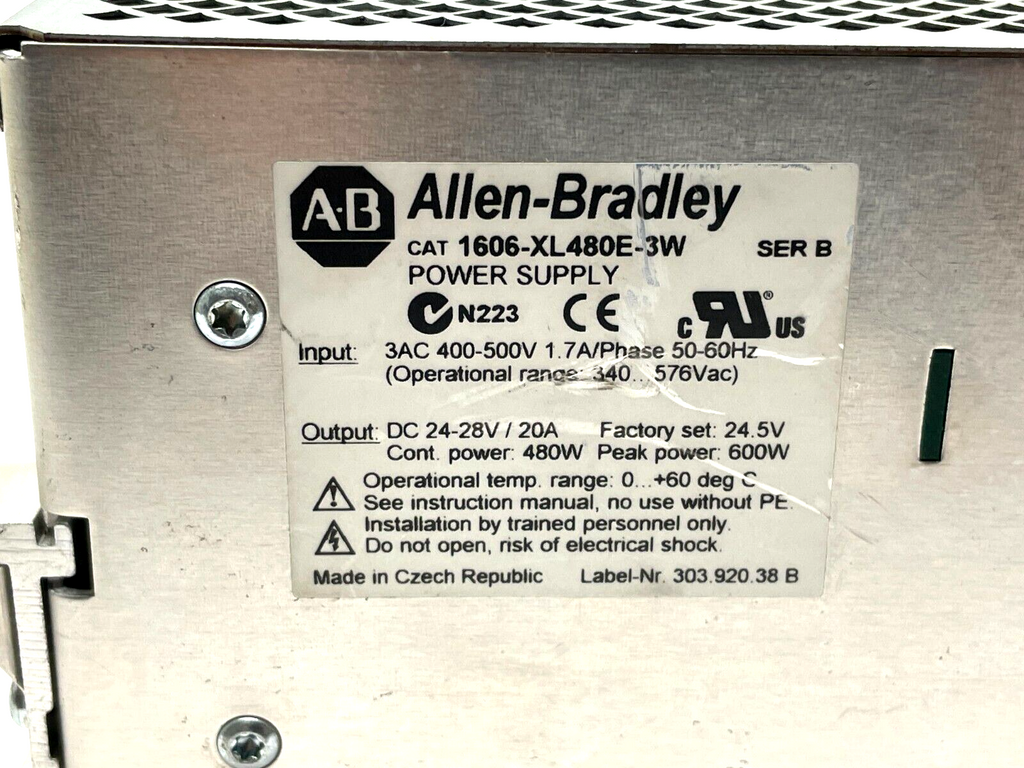 A·B Allen-Bradley
CAT 1606-XL480E-3W SER B
POWER SUPPLY
N223 CE C RU ® US
Input: 3AC 400-500V 1.7A/Phase 50-60Hz
(Operational range: 340...576Vac)
Output: DC 24-28V / 20A Factory set: 24.5V
Cont. power: 480W Peak power: 600W
Operational temp. range: 0...+60 deg C
See instruction manual, no use without PE.
Installation by trained personnel only.
Do not open, risk of electrical shock.
Made in Czech Republic Label-Nr. 303.920.38 B